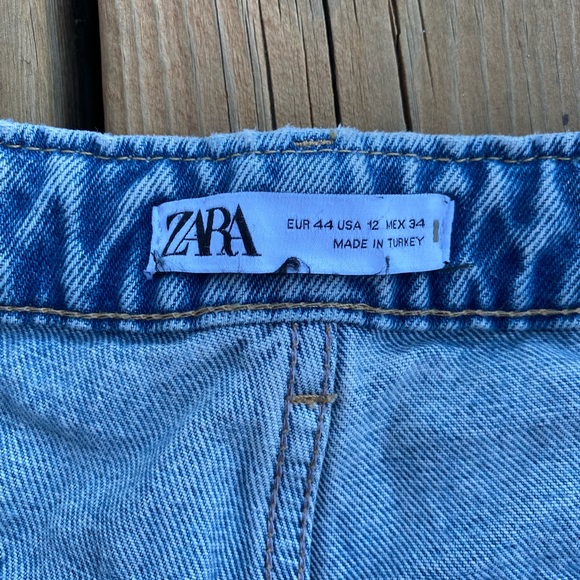 ZARA
EUR 44 USA 12 MEX 34
MADE IN TURKEY